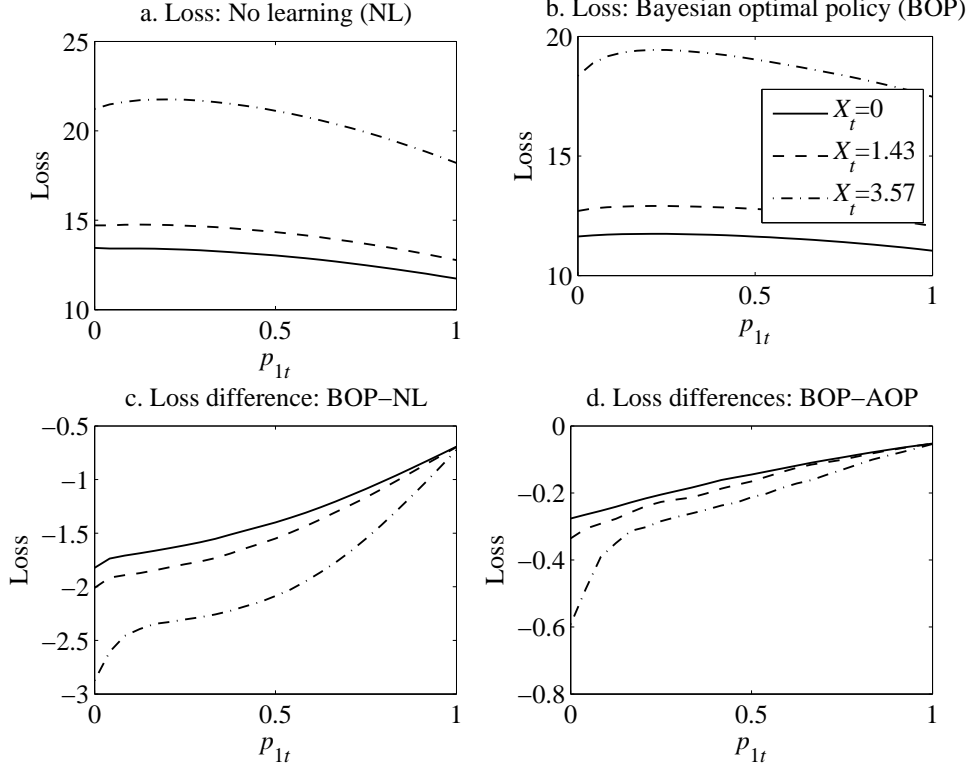 a. Loss: No learning (NL)
25
20
15
10
Loss
0
0.5
1
p1t
b. Loss: Bayesian optimal policy (BOP)
20
15
10
Loss
Xt=0
Xt=1.43
Xt=3.57
0
0.5
1
p1t
c. Loss difference: BOP−NL
−0.5
−1
−1.5
−2
−2.5
−3
Loss
0
0.5
1
p1t
d. Loss differences: BOP−AOP
0
−0.2
−0.4
−0.6
−0.8
Loss
0
0.5
1
p1t